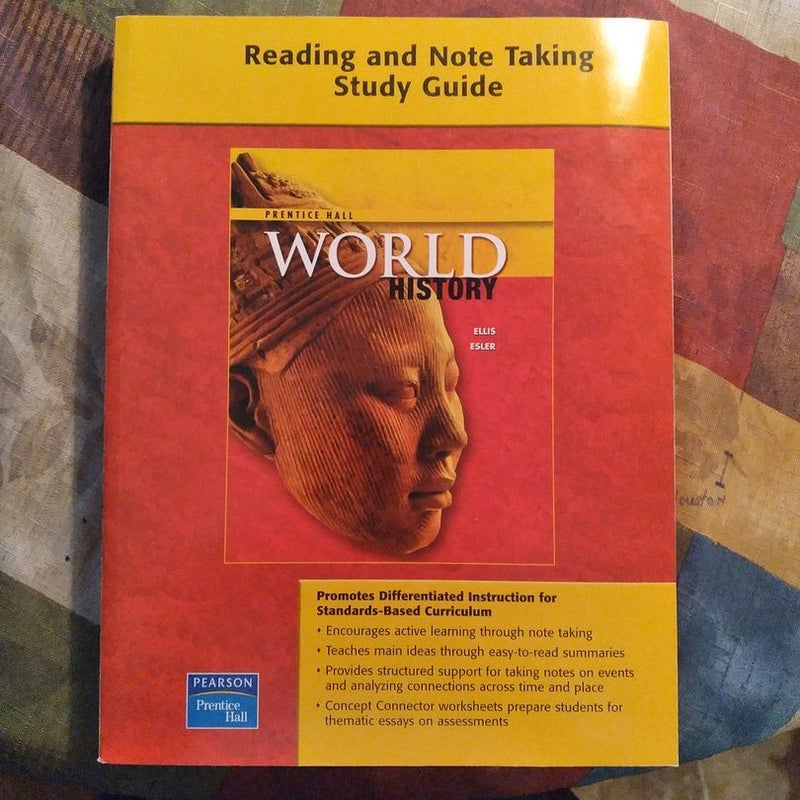 Reading and Note Taking
Study Guide
PRENTICE HALL
WORLD
HISTORY
ELLIS
ESLER
Promotes Differentiated Instruction for
Standards-Based Curriculum
• Encourages active learning through note taking
• Teaches main ideas through easy-to-read summaries
• Provides structured support for taking notes on events
and analyzing connections across time and place
• Concept Connector worksheets prepare students for
thematic essays on assessments
PEARSON
Prentice
Hall